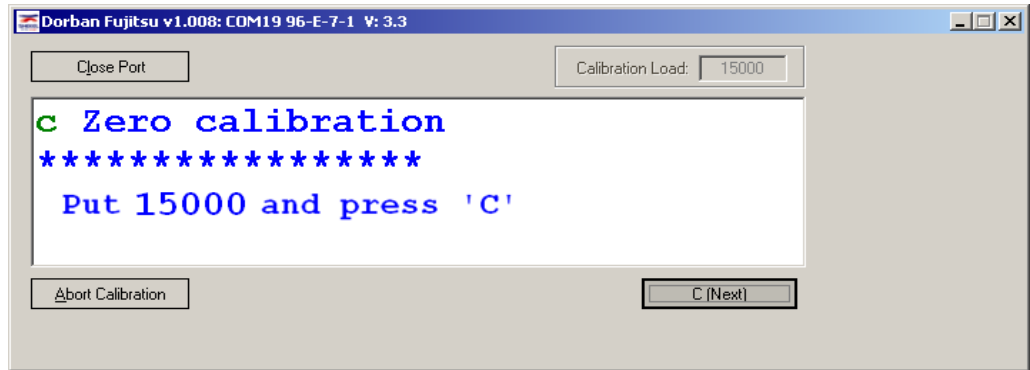 Dorban Fujitsu v1.008: COM19 96-E-7-1 V: 3.3
Close Port
Calibration Load: 15000
c Zero calibration
*****************
Put 15000 and press 'C'
Abort Calibration
C (Next)